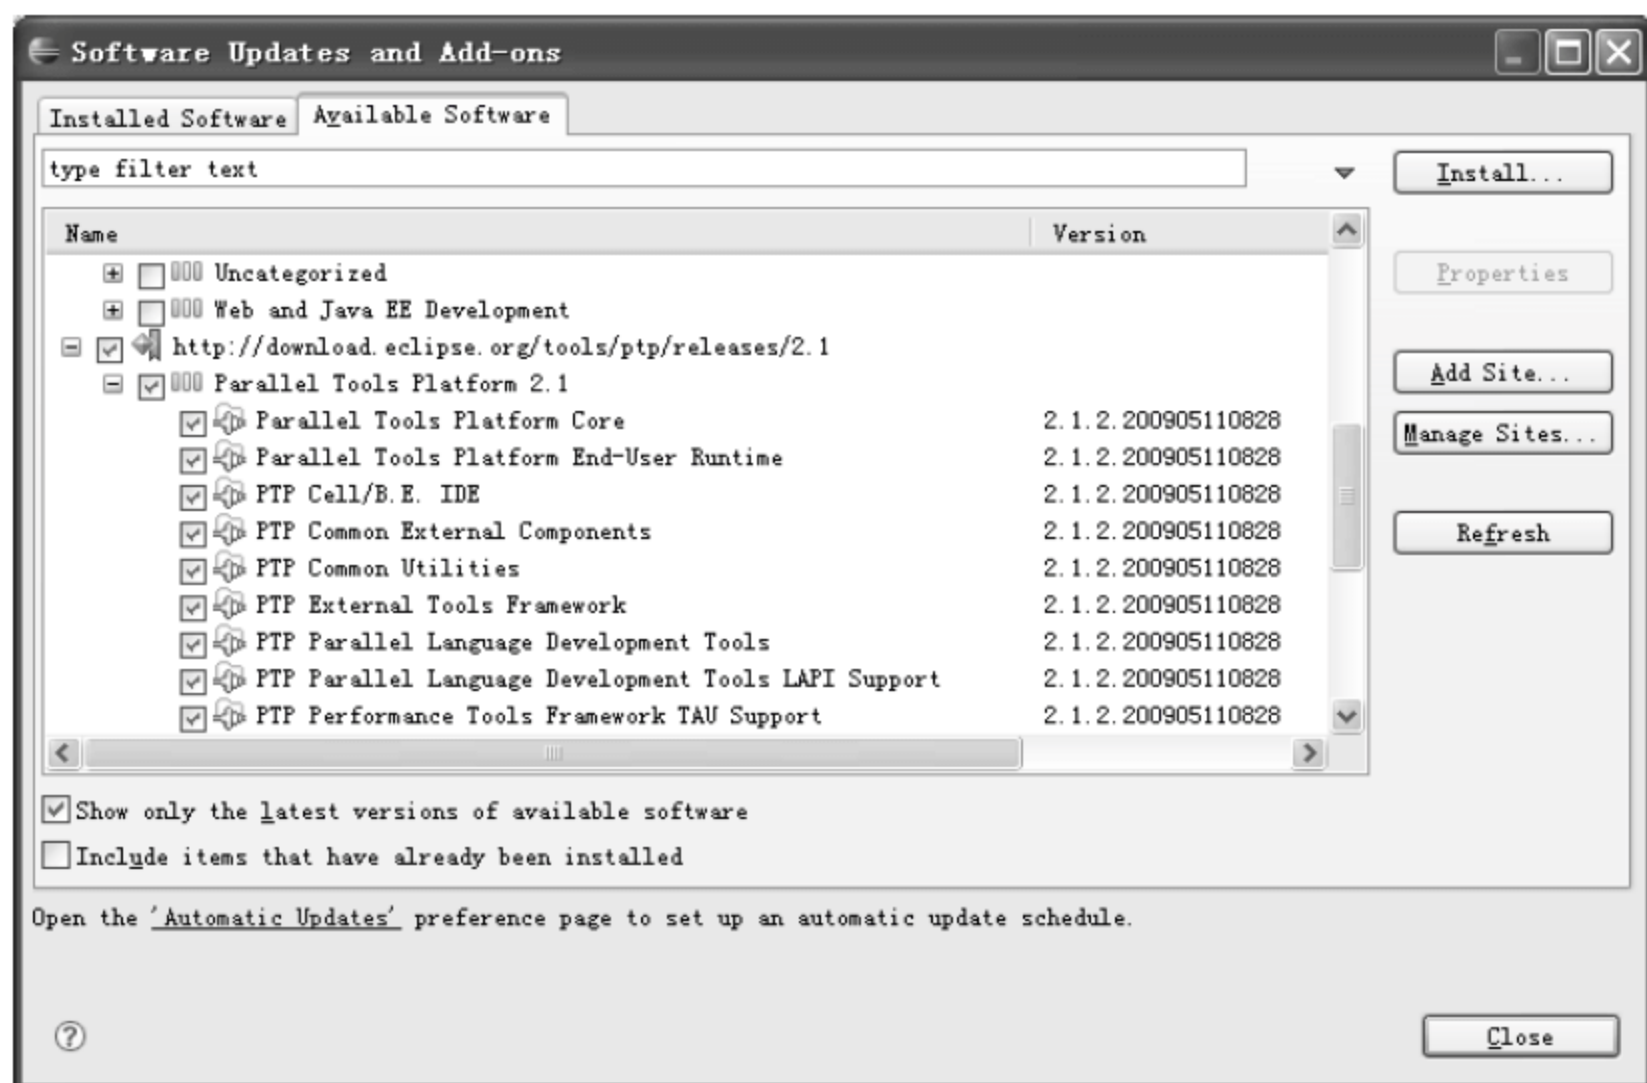 Software Updates and Add-ons
Installed Software
Available Software
type filter text
Install...
Name
Version
Uncategorized
Properties
Web and Java EE Development
http://download.eclipse.org/tools/ptp/releases/2.1
Parallel Tools Platform 2.1
Add Site...
Parallel Tools Platform Core 2.1.2.200905110828
Manage Sites...
Parallel Tools Platform End-User Runtime 2.1.2.200905110828
PTP Cell/B.E. IDE 2.1.2.200905110828
PTP Common External Components 2.1.2.200905110828
Refresh
PTP Common Utilities 2.1.2.200905110828
PTP External Tools Framework 2.1.2.200905110828
PTP Parallel Language Development Tools 2.1.2.200905110828
PTP Parallel Language Development Tools LAPI Support 2.1.2.200905110828
PTP Performance Tools Framework TAU Support 2.1.2.200905110828
Show only the latest versions of available software
Include items that have already been installed
Open the 'Automatic Updates' preference page to set up an automatic update schedule.
?
Close